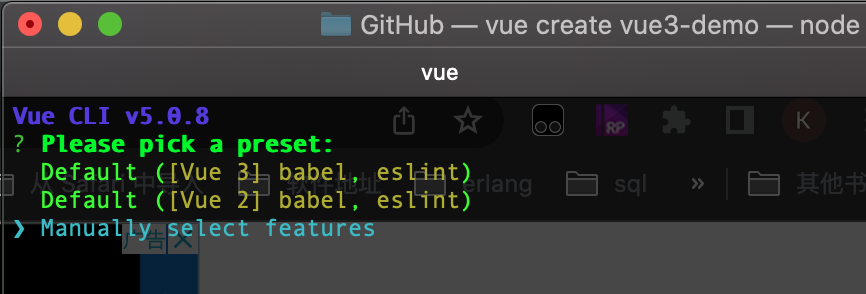 GitHub — vue create vue3-demo — node
vue
Vue CLI v5.0.8
RP
K
? Please pick a preset:
Default ([Vue 3] babel, eslint)
从 Safari 中导入
软件地址
erlang
sql
»
其他书
Default ([Vue 2] babel, eslint)
❯ Manually select features
广告